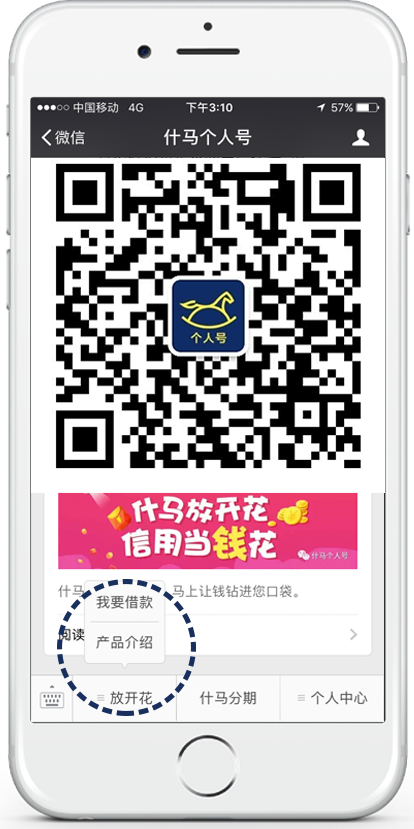 中国移动 4G 下午3:10 57%
微信 什马个人号
个人号
什马放开花
信用当钱花
什马个人号
什马 马上让钱钻进您口袋。
我要借款
阅读
产品介绍
放开花 什马分期 个人中心